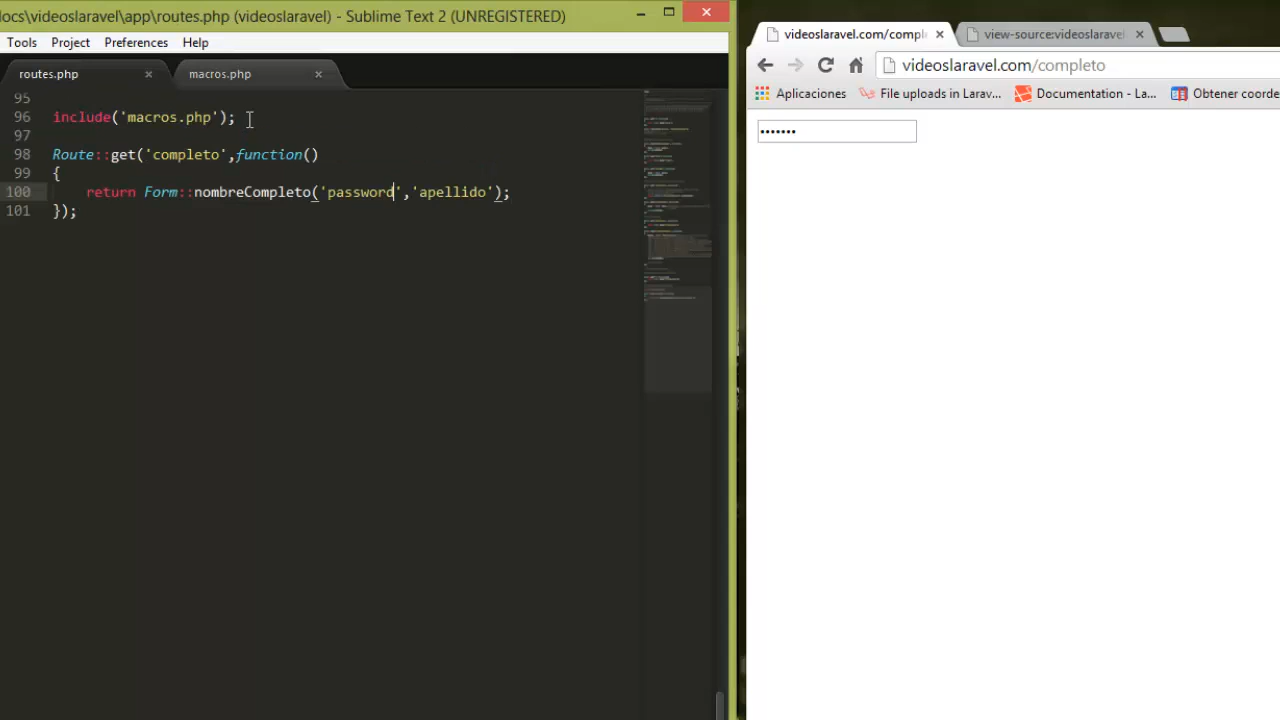 ocs\videoslaravel\app\routes.php (videoslaravel) - Sublime Text 2 (UNREGISTERED)
Tools Project Preferences Help
routes.php × macros.php ×
95
96 include('macros.php');
97
98 Route::get('completo',function()
99 {
100 return Form::nombreCompleto('password','apellido');
101 });
videoslaravel.com/compl × view-source:videoslaravel ×
videoslaravel.com/completo
Aplicaciones File uploads in Larav... Documentation - La... Obtener coorde
•••••••